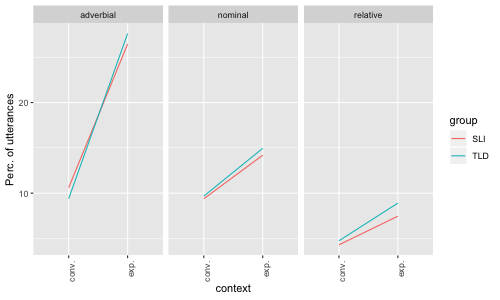 adverbial
nominal
relative
Perc. of utterances
20
10
conv.
exp.
conv.
exp.
conv.
exp.
context
group
SLI
TLD